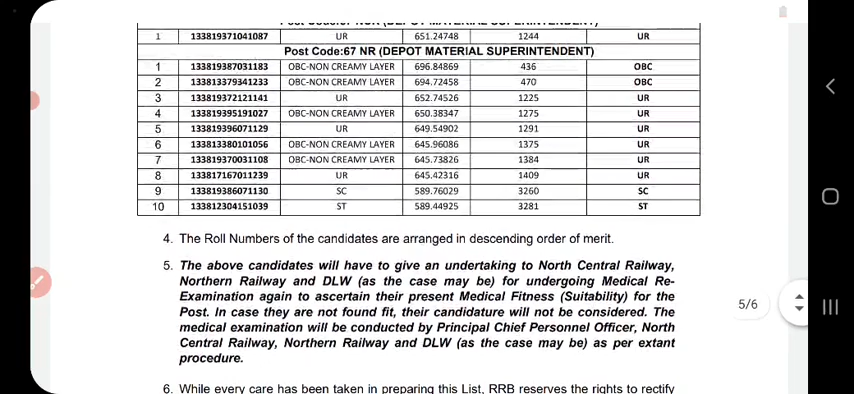 1 133819371041087 UR 651.24748 1244 UR
Post Code:67 NR (DEPOT MATERIAL SUPERINTENDENT)
1 133819387031183 OBC-NON CREAMY LAYER 696.84869 436 OBC
2 133813379341233 OBC-NON CREAMY LAYER 694.72458 470 OBC
3 133819372121141 UR 652.74526 1225 UR
4 133819395191027 OBC-NON CREAMY LAYER 650.38347 1275 UR
5 133819396071129 UR 649.54902 1291 UR
6 133813380101056 OBC-NON CREAMY LAYER 645.96086 1375 UR
7 133819370031108 OBC-NON CREAMY LAYER 645.73826 1384 UR
8 133817167011239 UR 645.42316 1409 UR
9 133819386071130 SC 589.76029 3260 SC
10 133812304151039 ST 589.44925 3281 ST
4. The Roll Numbers of the candidates are arranged in descending order of merit.
5. The above candidates will have to give an undertaking to North Central Railway,
Northern Railway and DLW (as the case may be) for undergoing Medical Re-
Examination again to ascertain their present Medical Fitness (Suitability) for the
Post. In case they are not found fit, their candidature will not be considered. The
medical examination will be conducted by Principal Chief Personnel Officer, North
Central Railway, Northern Railway and DLW (as the case may be) as per extant
procedure.
5/6
6. While every care has been taken in preparing this List, RRB reserves the rights to rectify